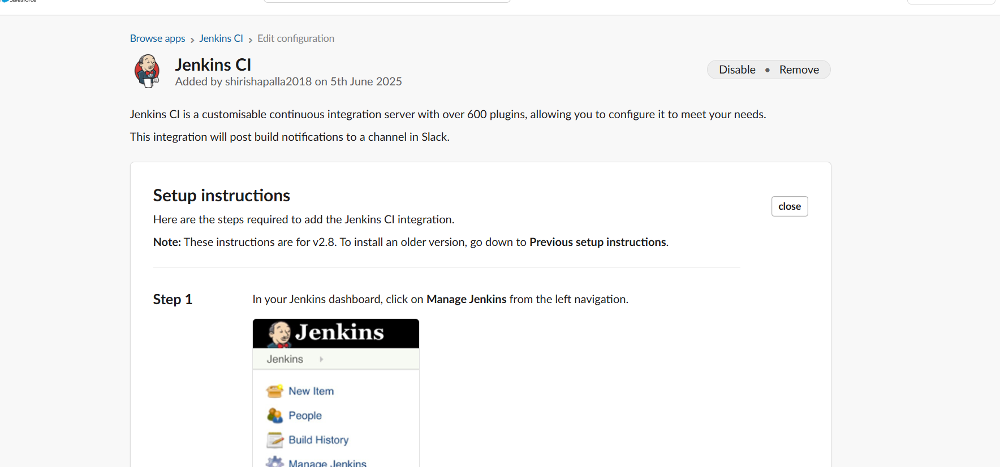 salesforce
Browse apps › Jenkins CI › Edit configuration
Jenkins CI
Added by shirishapalla2018 on 5th June 2025
Disable • Remove
Jenkins CI is a customisable continuous integration server with over 600 plugins, allowing you to configure it to meet your needs.
This integration will post build notifications to a channel in Slack.
Setup instructions
close
Here are the steps required to add the Jenkins CI integration.
Note: These instructions are for v2.8. To install an older version, go down to Previous setup instructions.
Step 1
In your Jenkins dashboard, click on Manage Jenkins from the left navigation.
Jenkins
Jenkins
New Item
People
Build History
Manage Jenkins